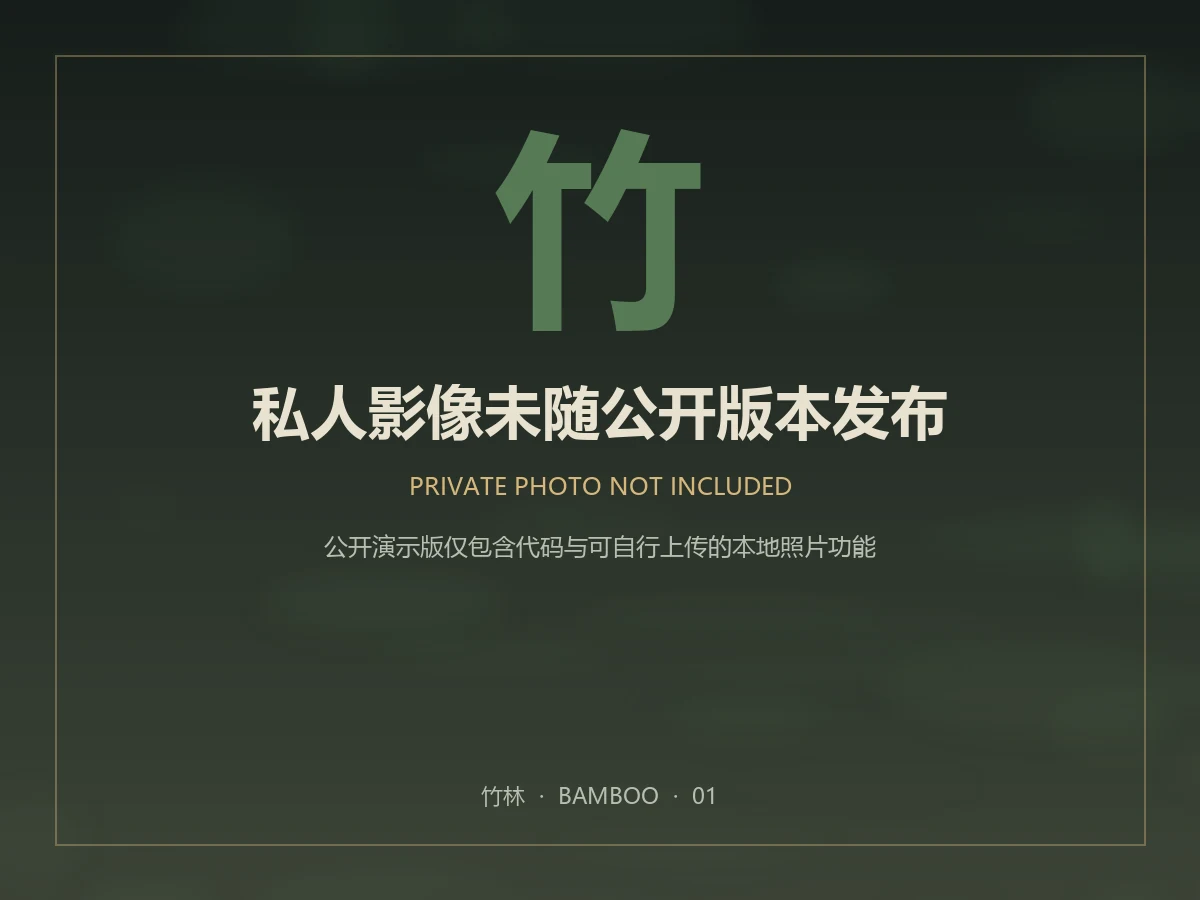 竹
私人影像未随公开版本发布
PRIVATE PHOTO NOT INCLUDED
公开演示版仅包含代码与可自行上传的本地照片功能
竹林 · BAMBOO · 01